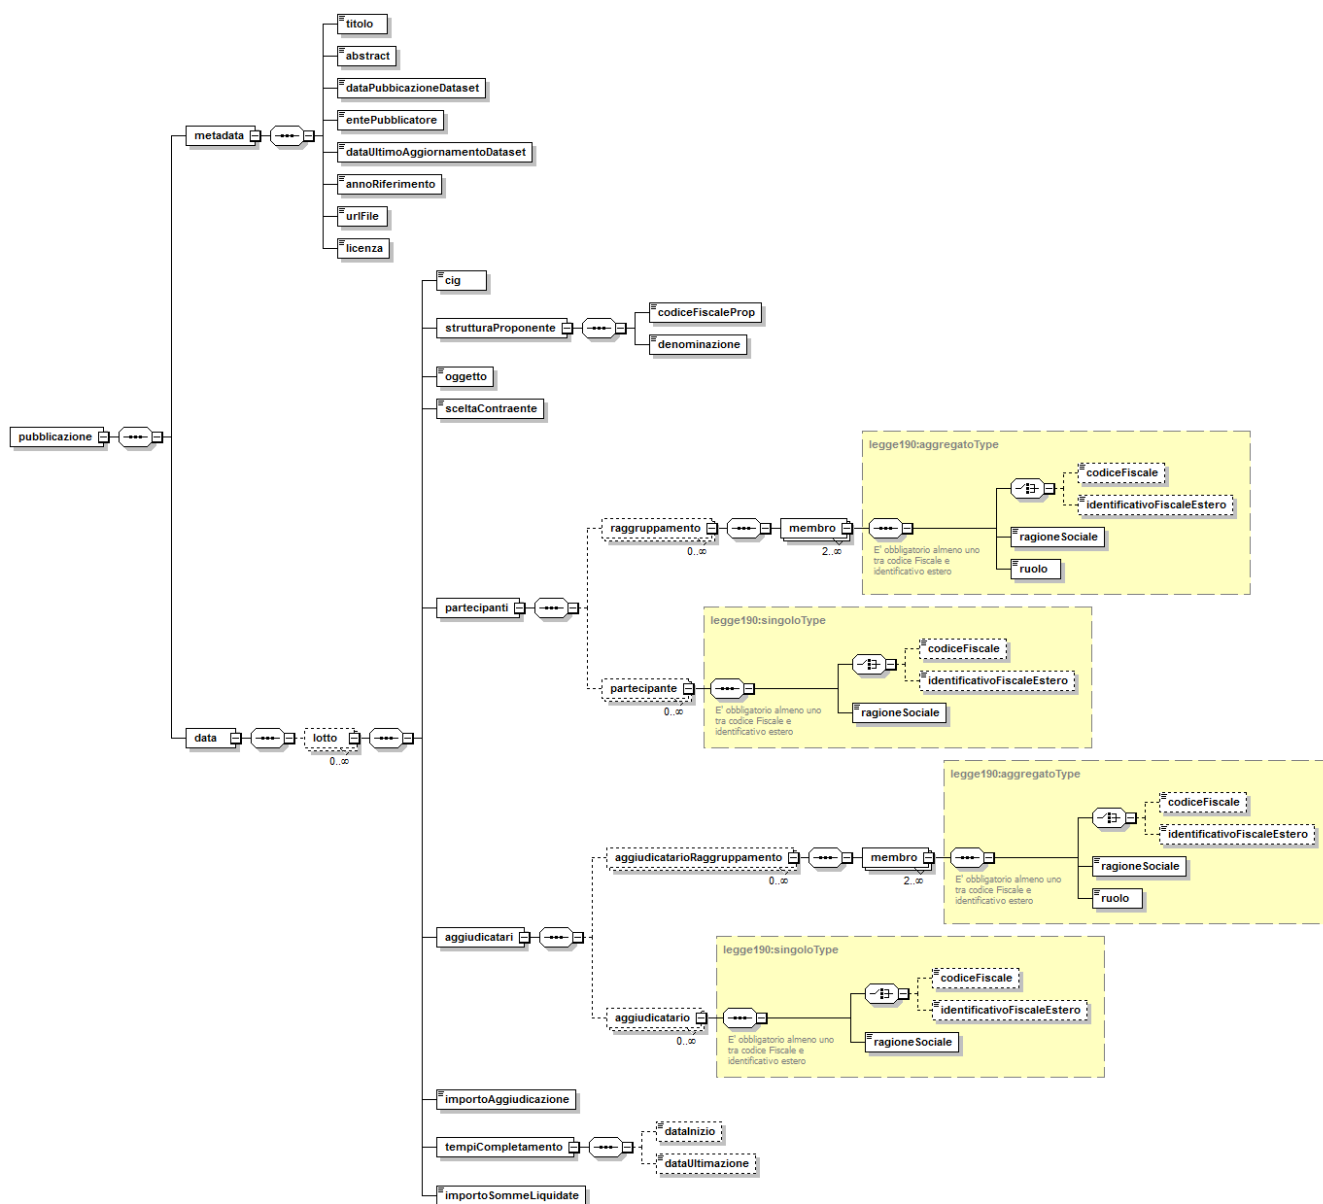 titolo
abstract
dataPubbicazioneDataset
entePubblicatore
metadata
dataUltimoAggiornamentoDataset
annoRiferimento
urlFile
licenza
cig
strutturaProponente
codiceFiscaleProp
denominazione
oggetto
sceltaContraente
pubblicazione
legge190:aggregatoType
codiceFiscale
identificativoFiscaleEstero
raggruppamento
0..∞
membro
2..∞
E' obbligatorio almeno uno
tra codice Fiscale e
identificativo estero
ragioneSociale
ruolo
partecipanti
legge190:singoloType
codiceFiscale
identificativoFiscaleEstero
partecipante
0..∞
E' obbligatorio almeno uno
tra codice Fiscale e
identificativo estero
ragioneSociale
data
lotto
0..∞
legge190:aggregatoType
codiceFiscale
identificativoFiscaleEstero
aggiudicatarioRaggruppamento
0..∞
membro
2..∞
E' obbligatorio almeno uno
tra codice Fiscale e
identificativo estero
ragioneSociale
ruolo
aggiudicatari
legge190:singoloType
codiceFiscale
identificativoFiscaleEstero
aggiudicatario
0..∞
E' obbligatorio almeno uno
tra codice Fiscale e
identificativo estero
ragioneSociale
importoAggiudicazione
tempiCompletamento
dataInizio
dataUltimazione
importoSommeLiquidate